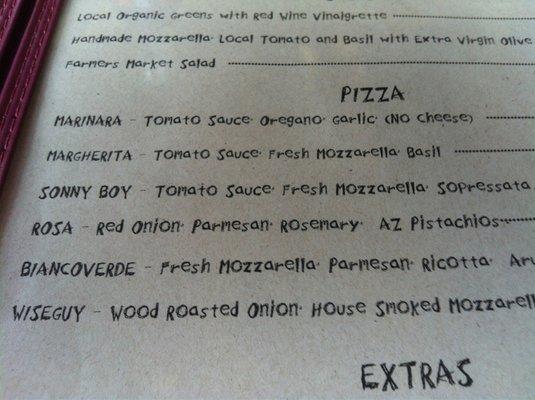 Local Organic Greens with Red Wine Vinaigrette
Handmade Mozzarella· Local Tomato and Basil with Extra Virgin Olive
Farmers Market Salad
PIZZA
MARINARA - Tomato Sauce· Oregano· Garlic· (No Cheese)
MARGHERITA - Tomato Sauce· Fresh Mozzarella· Basil
SONNY BOY - Tomato Sauce· Fresh Mozzarella· Sopressata
ROSA - Red Onion· Parmesan· Rosemary· AZ Pistachios
BIANCOVERDE - Fresh Mozzarella· Parmesan· Ricotta· Aru
WISEGUY - Wood Roasted Onion· House Smoked Mozzarell
EXTRAS